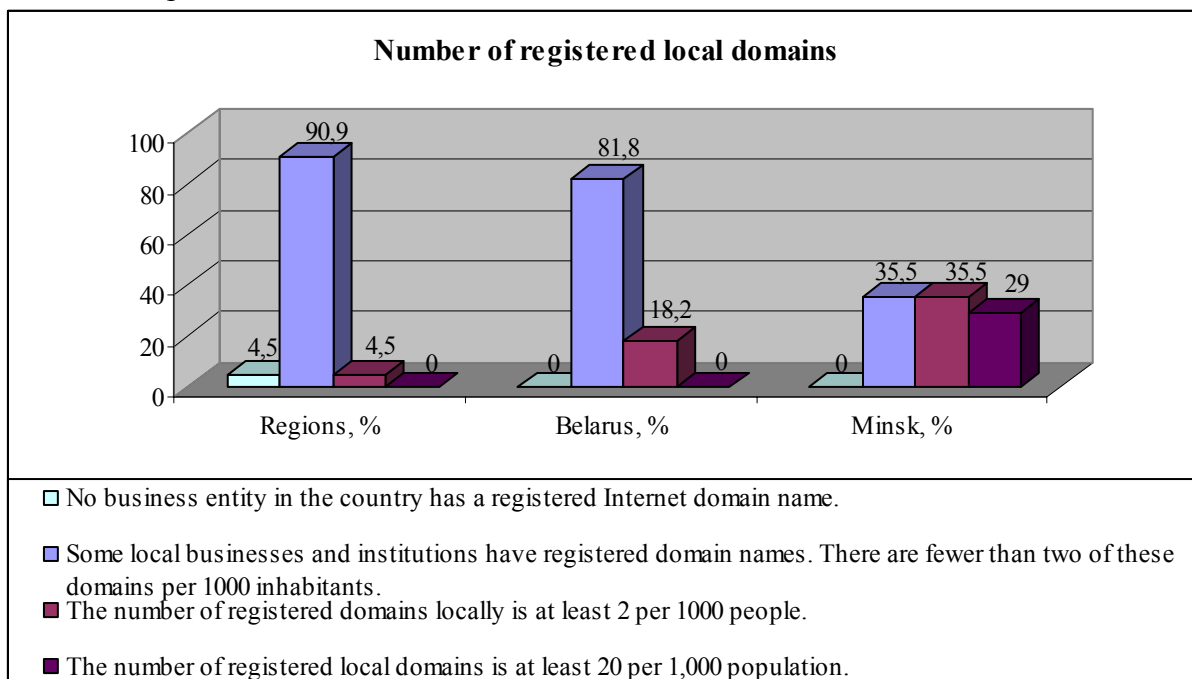 Number of registered local domains
100
80
60
40
20
0
90,9
4,5
4,5
0
81,8
0
18,2
0
35,5
35,5
29
0
Regions, %
Belarus, %
Minsk, %
No business entity in the country has a registered Internet domain name.
Some local businesses and institutions have registered domain names. There are fewer than two of these
domains per 1000 inhabitants.
The number of registered domains locally is at least 2 per 1000 people.
The number of registered local domains is at least 20 per 1,000 population.